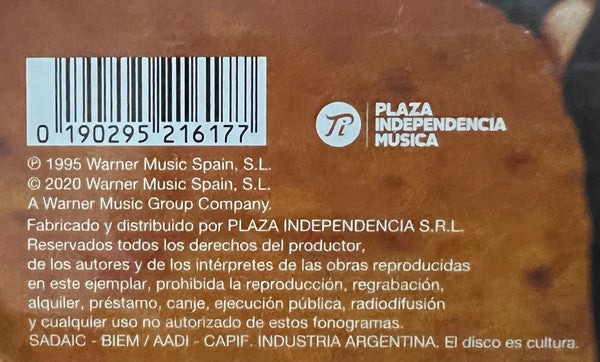 0 190295 216177
Pi
PLAZA
INDEPENDENCIA
MUSICA
℗ 1995 Warner Music Spain, S.L.
© 2020 Warner Music Spain, S.L.
A Warner Music Group Company.
Fabricado y distribuido por PLAZA INDEPENDENCIA S.R.L.
Reservados todos los derechos del productor,
de los autores y de los intérpretes de las obras reproducidas
en este ejemplar, prohibida la reproducción, regrabación,
alquiler, préstamo, canje, ejecución pública, radiodifusión
y cualquier uso no autorizado de estos fonogramas.
SADAIC - BIEM / AADI - CAPIF. INDUSTRIA ARGENTINA. El disco es cultura.